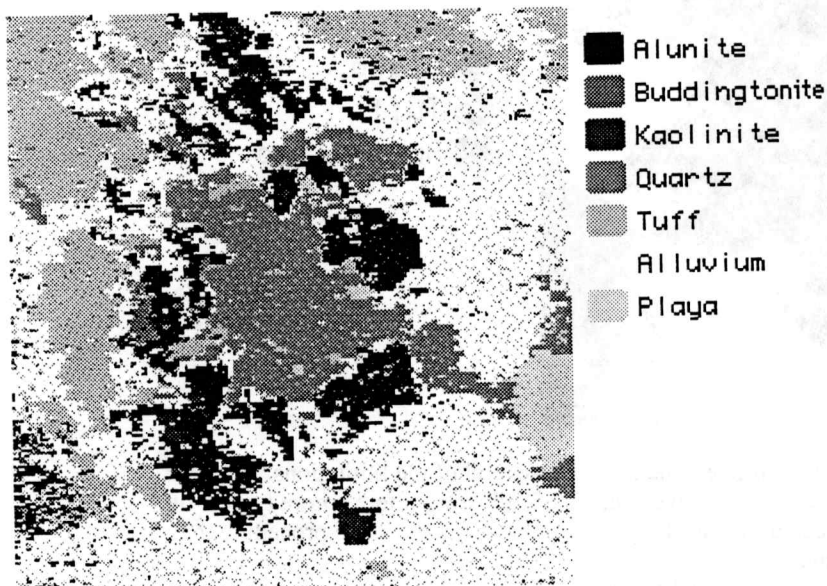 Alunite
Buddingtonite
Kaolinite
Quartz
Tuff
Alluvium
Playa